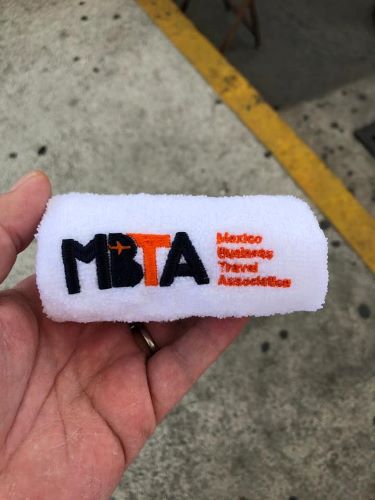 MBTA
Mexico
Business
Travel
Association